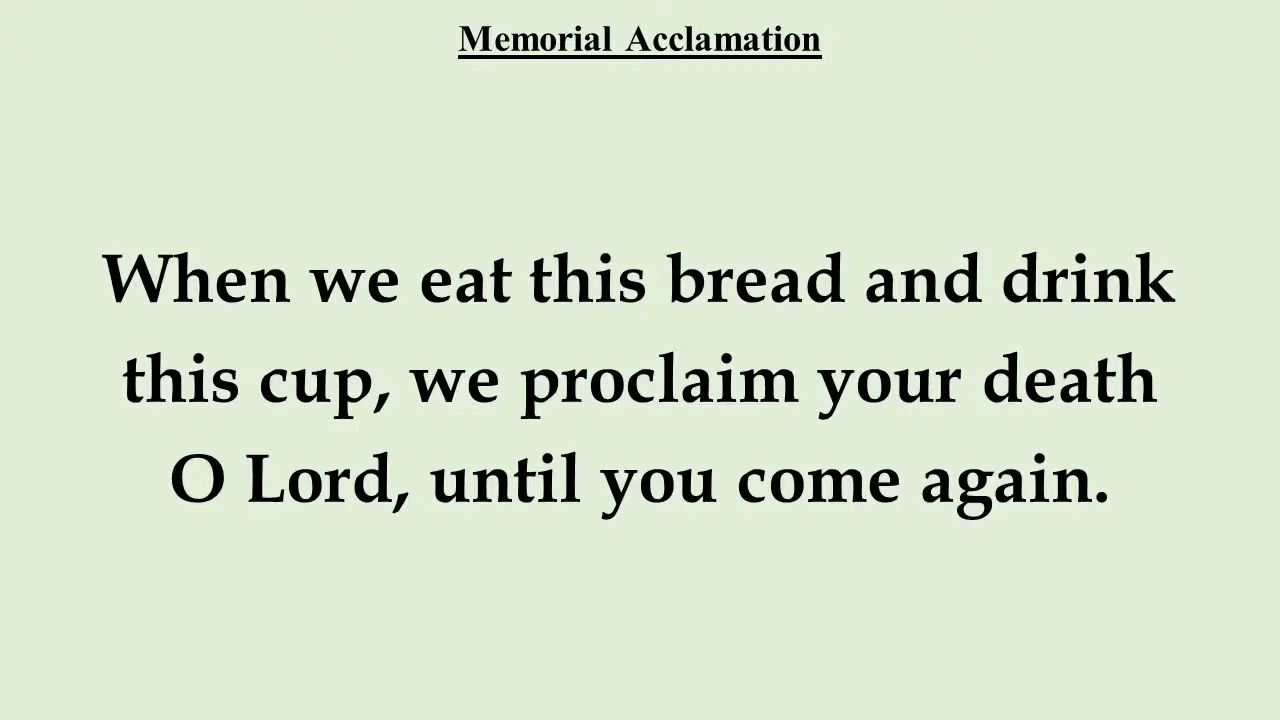 Memorial Acclamation
When we eat this bread and drink
this cup, we proclaim your death
O Lord, until you come again.